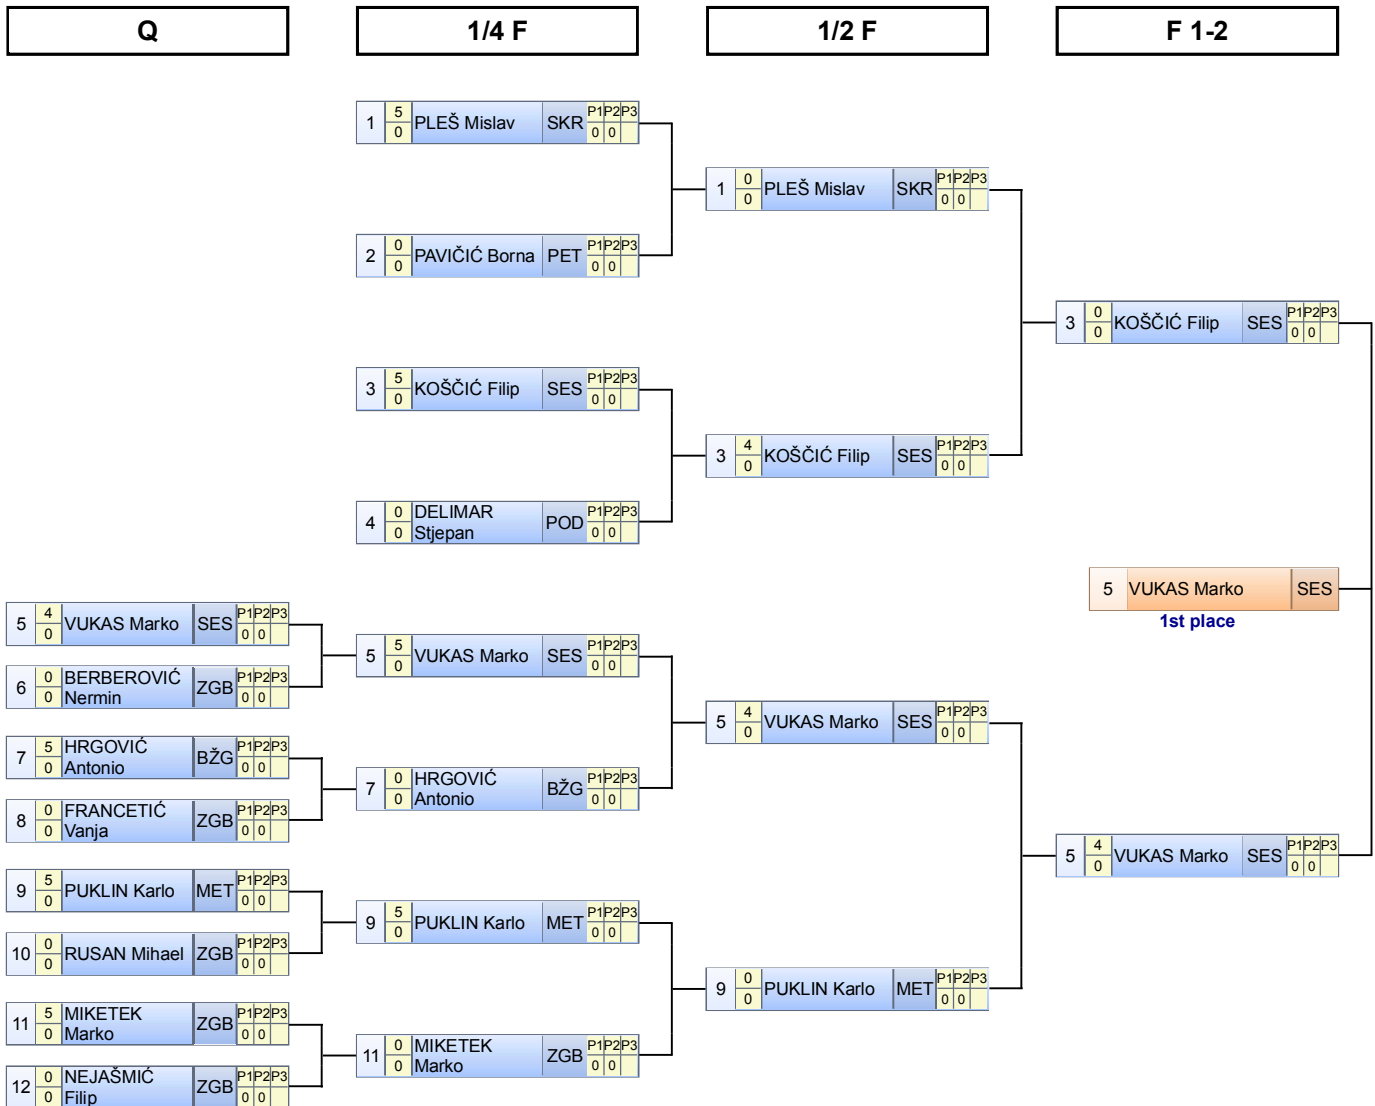 Q 1/4 F 1/2 F F 1-2
1 5 0 PLEŠ Mislav SKR P1 P2 P3 0 0
1 0 0 PLEŠ Mislav SKR P1 P2 P3 0 0
2 0 0 PAVIČIĆ Borna PET P1 P2 P3 0 0
3 0 0 KOŠČIĆ Filip SES P1 P2 P3 0 0
3 5 0 KOŠČIĆ Filip SES P1 P2 P3 0 0
3 4 0 KOŠČIĆ Filip SES P1 P2 P3 0 0
4 0 0 DELIMAR
Stjepan POD P1 P2 P3 0 0
5 VUKAS Marko SES
1st place
5 4 0 VUKAS Marko SES P1 P2 P3 0 0
5 5 0 VUKAS Marko SES P1 P2 P3 0 0
6 0 0 BERBEROVIĆ
Nermin ZGB P1 P2 P3 0 0
5 4 0 VUKAS Marko SES P1 P2 P3 0 0
7 5 0 HRGOVIĆ
Antonio BŽG P1 P2 P3 0 0
7 0 0 HRGOVIĆ
Antonio BŽG P1 P2 P3 0 0
8 0 0 FRANCETIĆ
Vanja ZGB P1 P2 P3 0 0
5 4 0 VUKAS Marko SES P1 P2 P3 0 0
9 5 0 PUKLIN Karlo MET P1 P2 P3 0 0
9 5 0 PUKLIN Karlo MET P1 P2 P3 0 0
10 0 0 RUSAN Mihael ZGB P1 P2 P3 0 0
9 0 0 PUKLIN Karlo MET P1 P2 P3 0 0
11 5 0 MIKETEK
Marko ZGB P1 P2 P3 0 0
11 0 0 MIKETEK
Marko ZGB P1 P2 P3 0 0
12 0 0 NEJAŠMIĆ
Filip ZGB P1 P2 P3 0 0